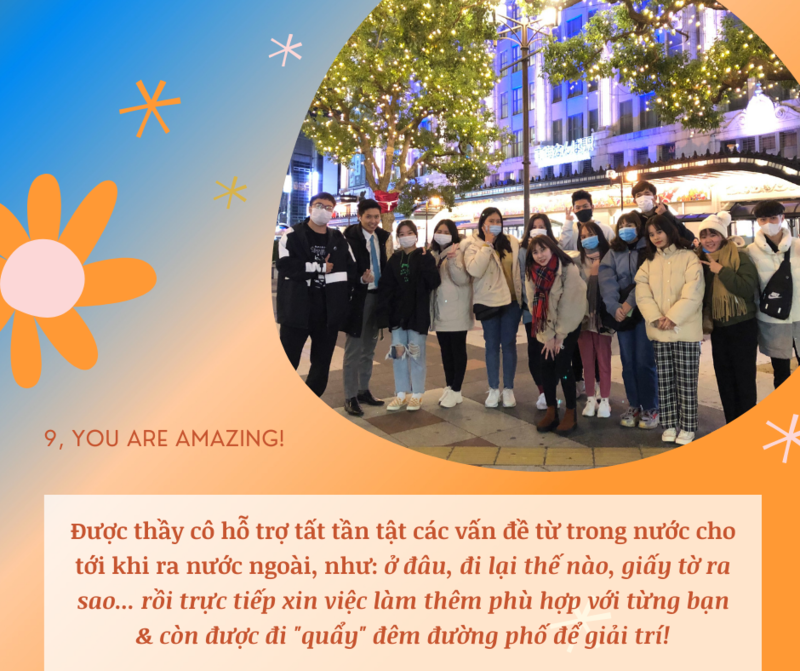 9, YOU ARE AMAZING!
Được thầy cô hỗ trợ tất tần tật các vấn đề từ trong nước cho
tới khi ra nước ngoài, như: ở đâu, đi lại thế nào, giấy tờ ra
sao... rồi trực tiếp xin việc làm thêm phù hợp với từng bạn
& còn được đi "quẩy" đêm đường phố để giải trí!